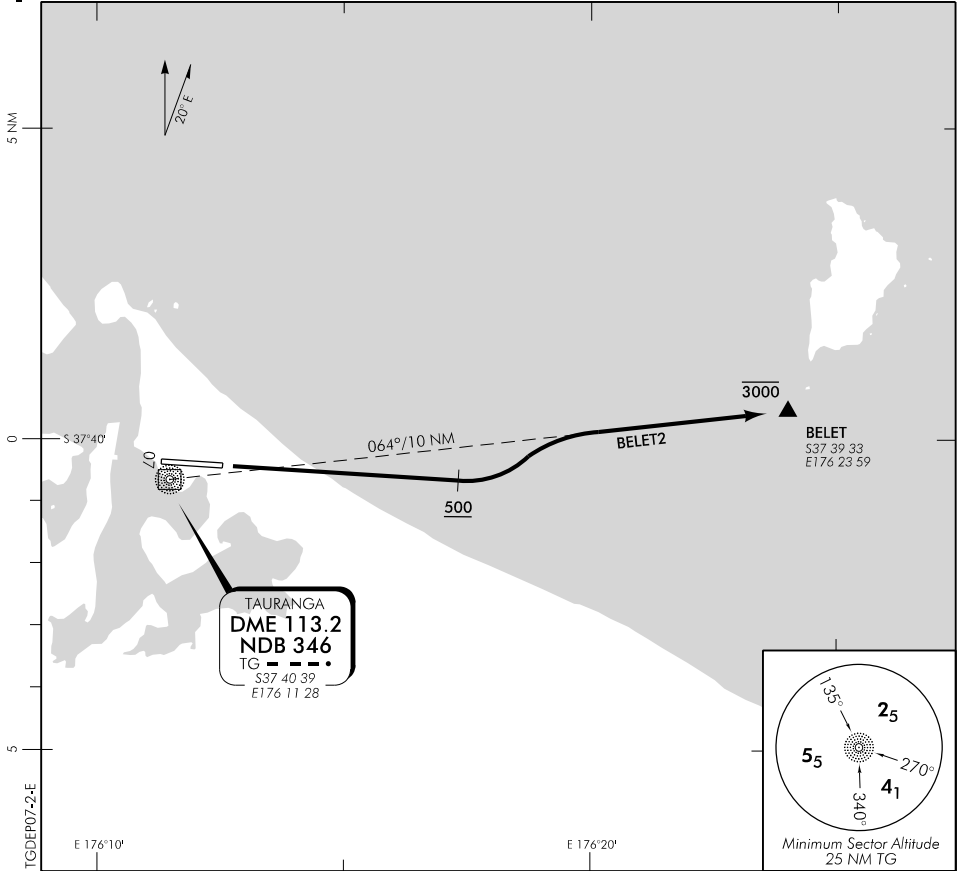 20° E
5 NM
S 37°40'
0
07
064°/10 NM
BELET2
3000
BELET
S37 39 33
E176 23 59
500
TAURANGA
DME 113.2
NDB 346
TG
S37 40 39
E176 11 28
5
TGDEP07-2-E
E 176°10'
E 176°20'
135°
25
55
270°
41
340°
Minimum Sector Altitude
25 NM TG